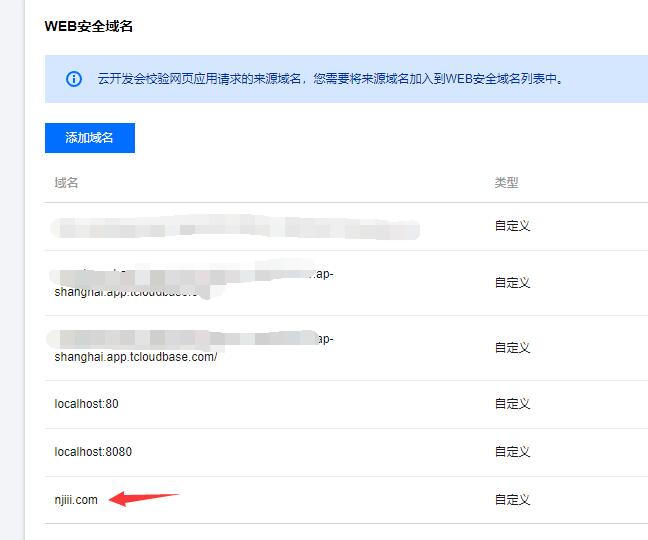 WEB安全域名
云开发会校验网页应用请求的来源域名，您需要将来源域名加入到WEB安全域名列表中。
添加域名
域名 类型
自定义
ap-
shanghai.app.tcloudbase. 自定义
ap-
shanghai.app.tcloudbase.com/ 自定义
localhost:80 自定义
localhost:8080 自定义
njiii.com 自定义